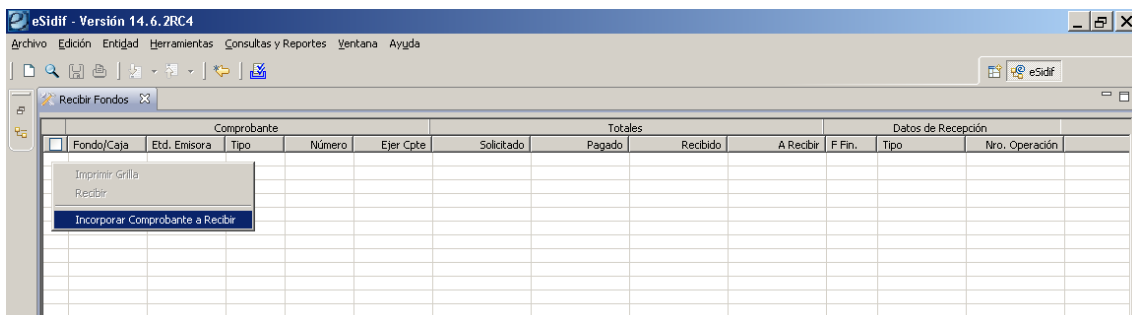 eSidif - Versión 14.6.2RC4
Archivo Edición Entidad Herramientas Consultas y Reportes Ventana Ayuda
eSidif
Recibir Fondos
Comprobante Totales Datos de Recepción
Fondo/Caja Etd. Emisora Tipo Número Ejer Cpte Solicitado Pagado Recibido A Recibir F Fin. Tipo Nro. Operación
Imprimir Grilla
Recibir
Incorporar Comprobante a Recibir